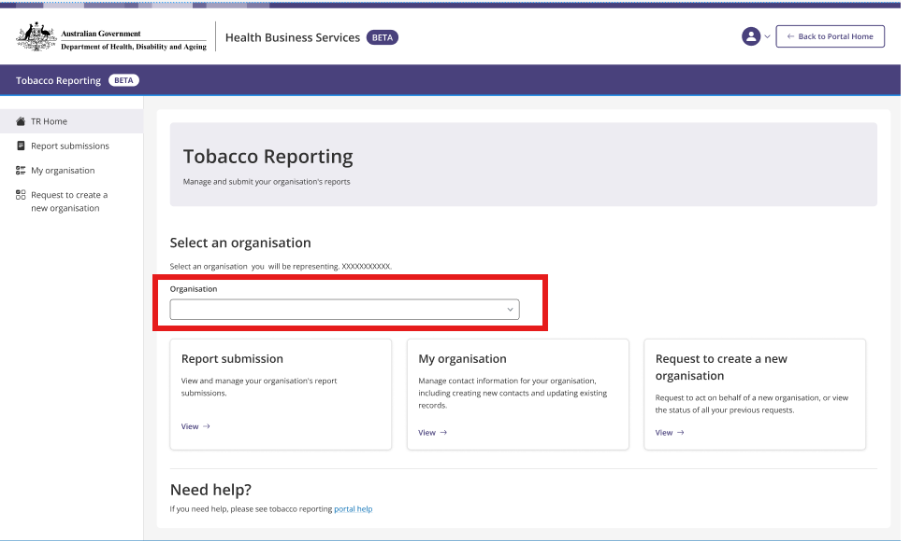 Australian Government
Department of Health, Disability and Ageing
Health Business Services BETA
← Back to Portal Home
Tobacco Reporting BETA
TR Home
Report submissions
My organisation
Request to create a
new organisation
Tobacco Reporting
Manage and submit your organisation's reports
Select an organisation
Select an organisation you will be representing. XXXXXXXXXXX.
Organisation
Report submission
View and manage your organisation's report
submissions.
View →
My organisation
Manage contact information for your organisation,
including creating new contacts and updating existing
records.
View →
Request to create a new
organisation
Request to act on behalf of a new organisation, or view
the status of all your previous requests.
View →
Need help?
If you need help, please see tobacco reporting portal help